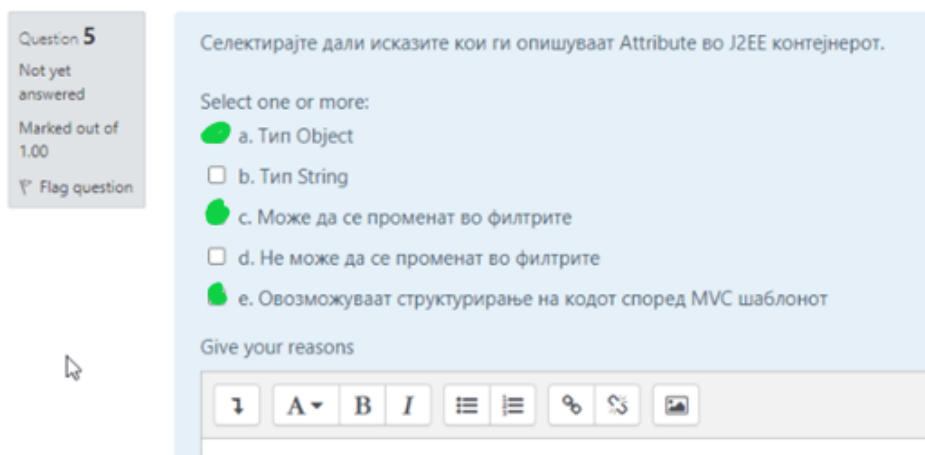 Question 5
Not yet
answered
Marked out of
1.00
Flag question
Селектирајте дали исказите кои ги опишуваат Attribute во J2EE контејнерот.
Select one or more:
a. Тип Object
b. Тип String
c. Може да се променат во филтрите
d. Не може да се променат во филтрите
e. Овозможуваат структурирање на кодот според MVC шаблонот
Give your reasons
A B I